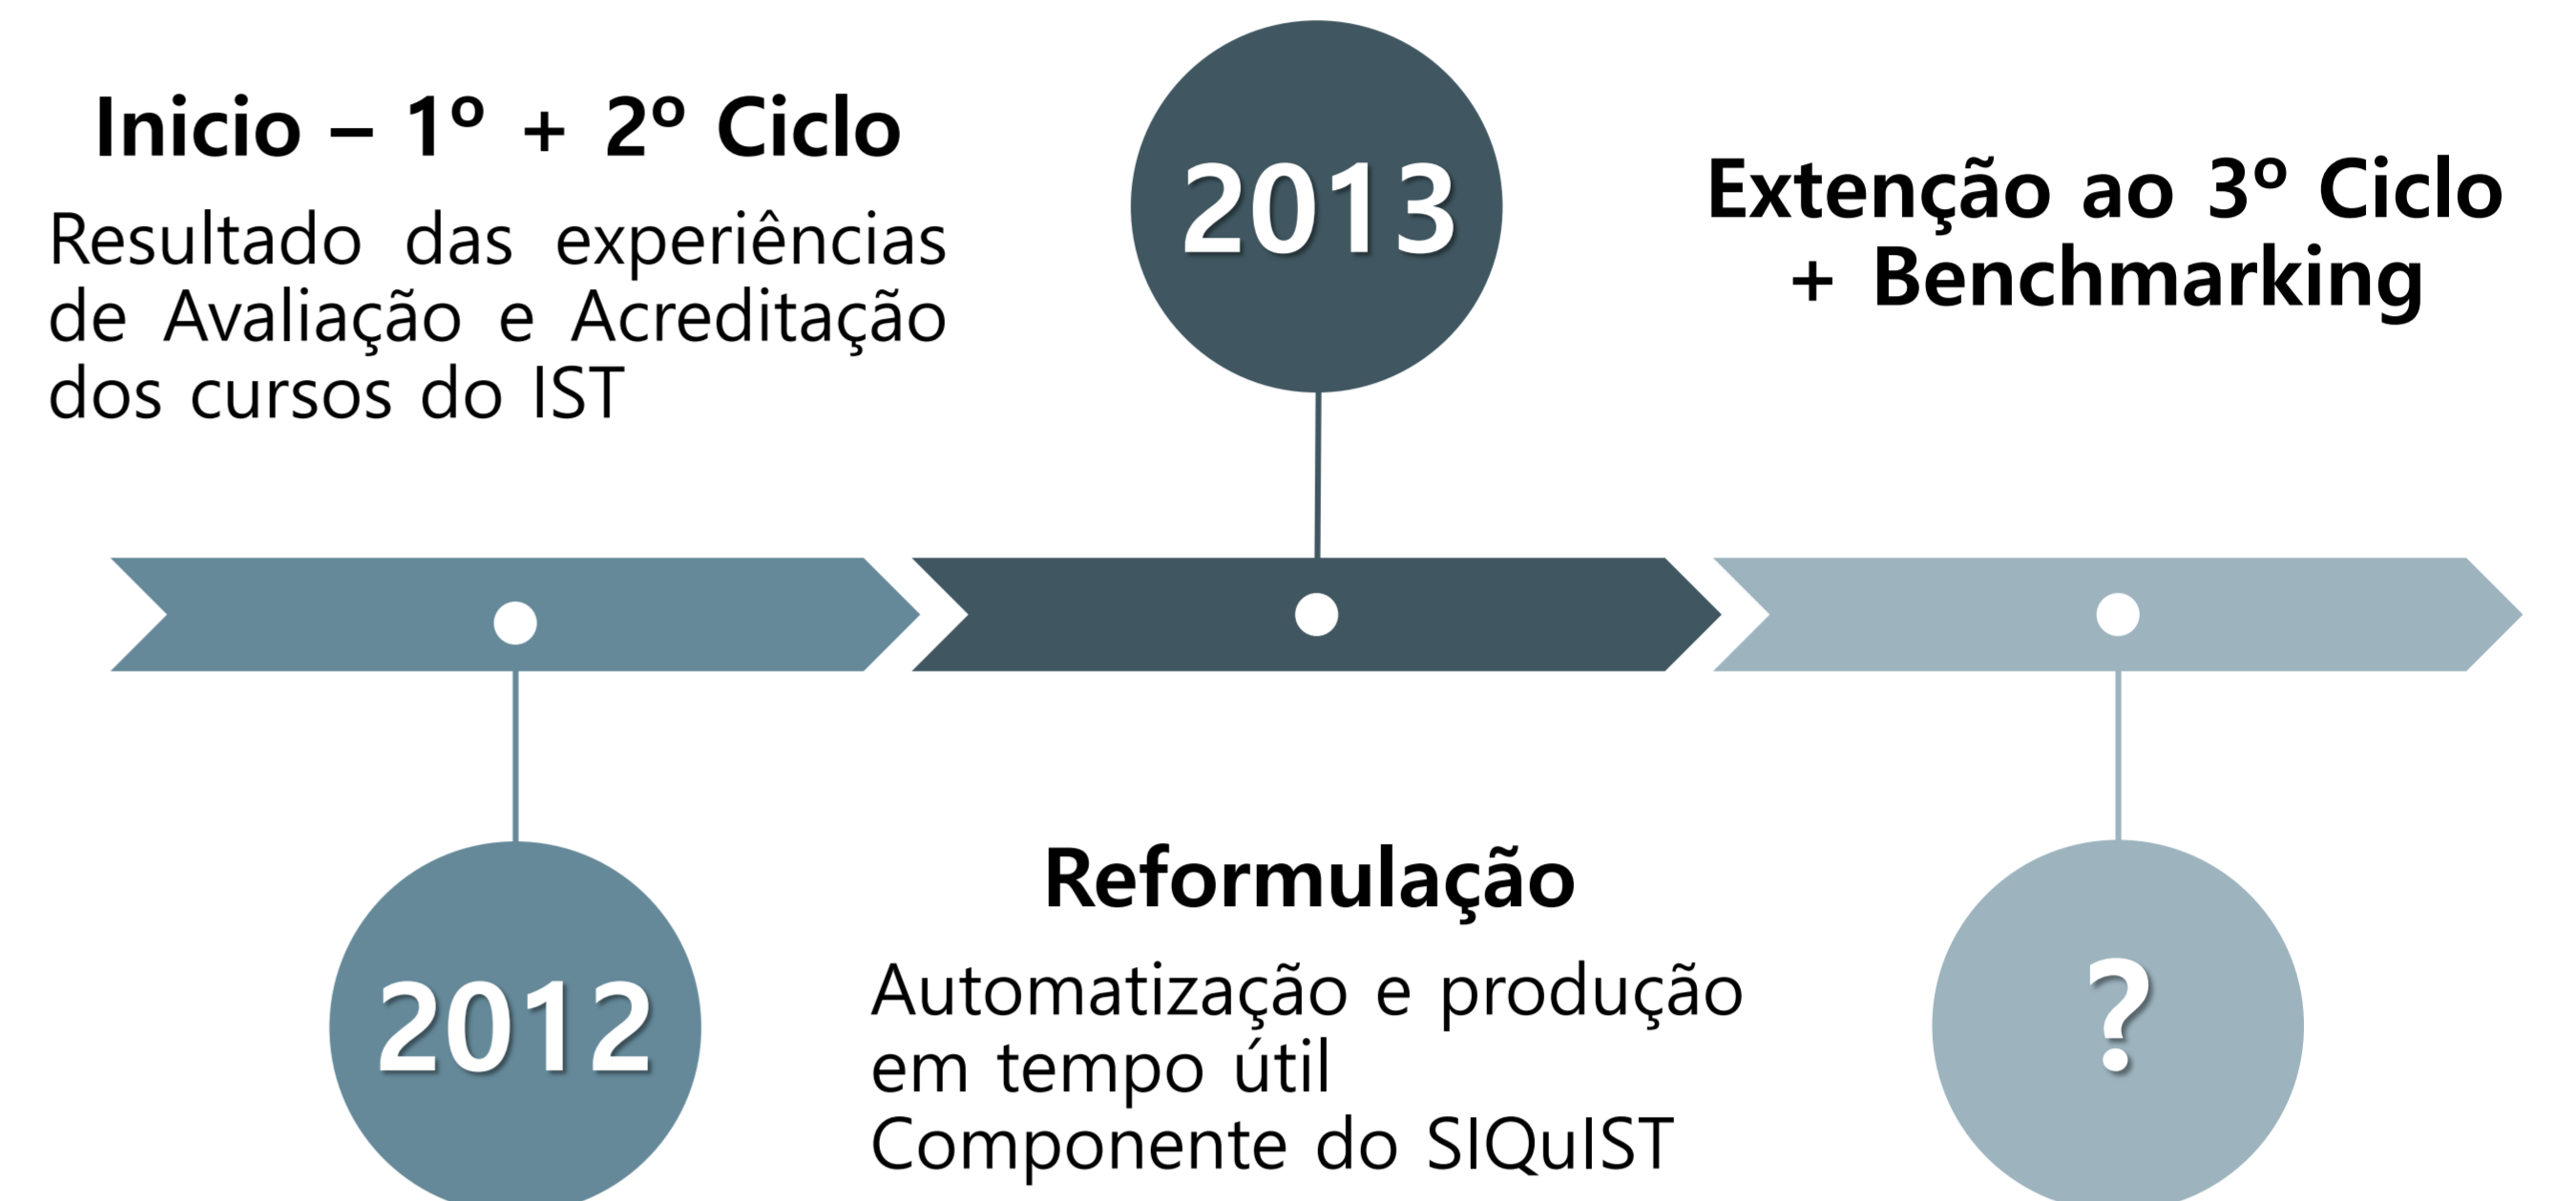 Inicio – 1º + 2º Ciclo
Resultado das experiências
de Avaliação e Acreditação
dos cursos do IST
2012
2013
Reformulação
Automatização e produção
em tempo útil
Componente do SIQuIST
Extenção ao 3º Ciclo
+ Benchmarking
?